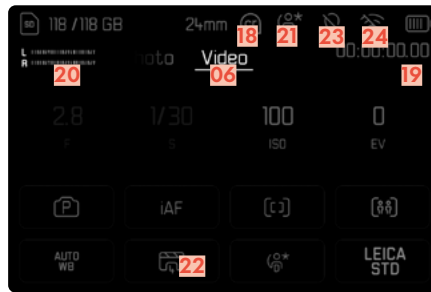 SD 118 / 118 GB 24mm 18 21 * 23 24
L
R
20 oto Video 06 00:00:00.00 19
2.8 1/30 100 0
F S ISO EV
P iAF
AUTO WB 22 * LEICA STD